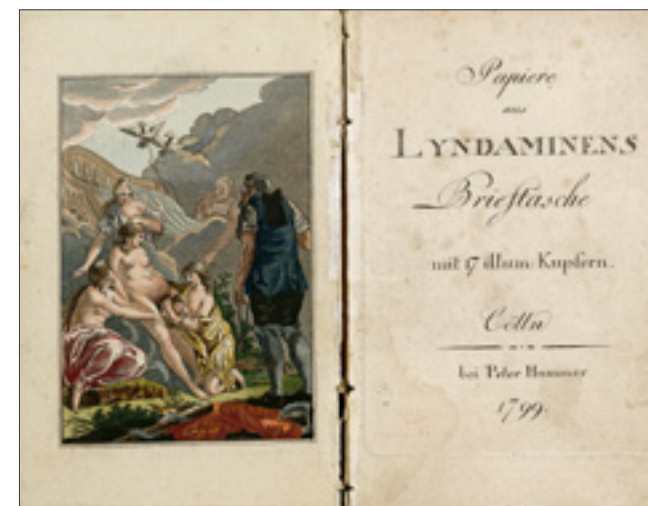 Papiere
aus
LYNDAMINENS
Brieftasche
mit 17 illum: Kupfern.
Cölln
bei Peter Hammer
1799.